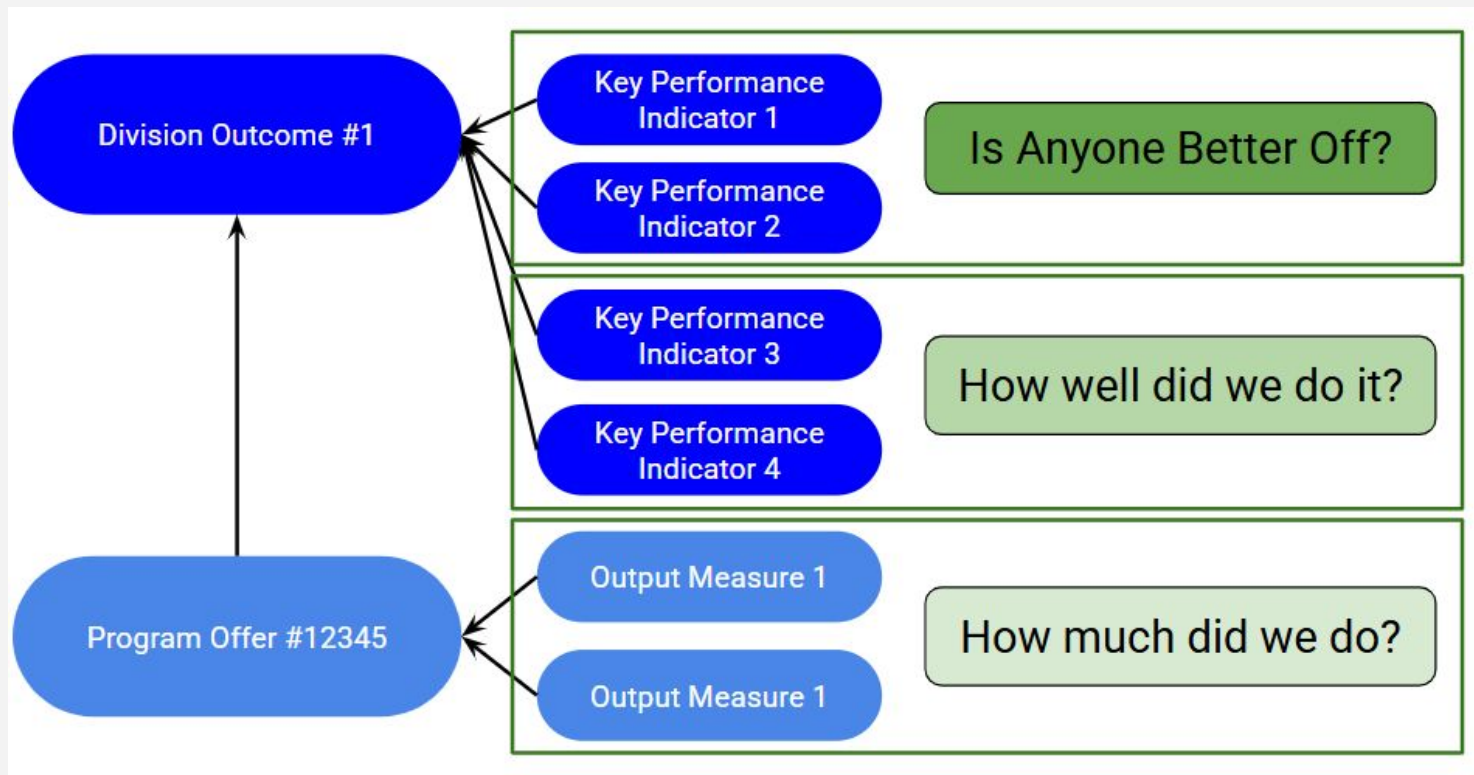 Division Outcome #1
Key Performance
Indicator 1
Key Performance
Indicator 2
Is Anyone Better Off?
Key Performance
Indicator 3
Key Performance
Indicator 4
How well did we do it?
Program Offer #12345
Output Measure 1
Output Measure 1
How much did we do?